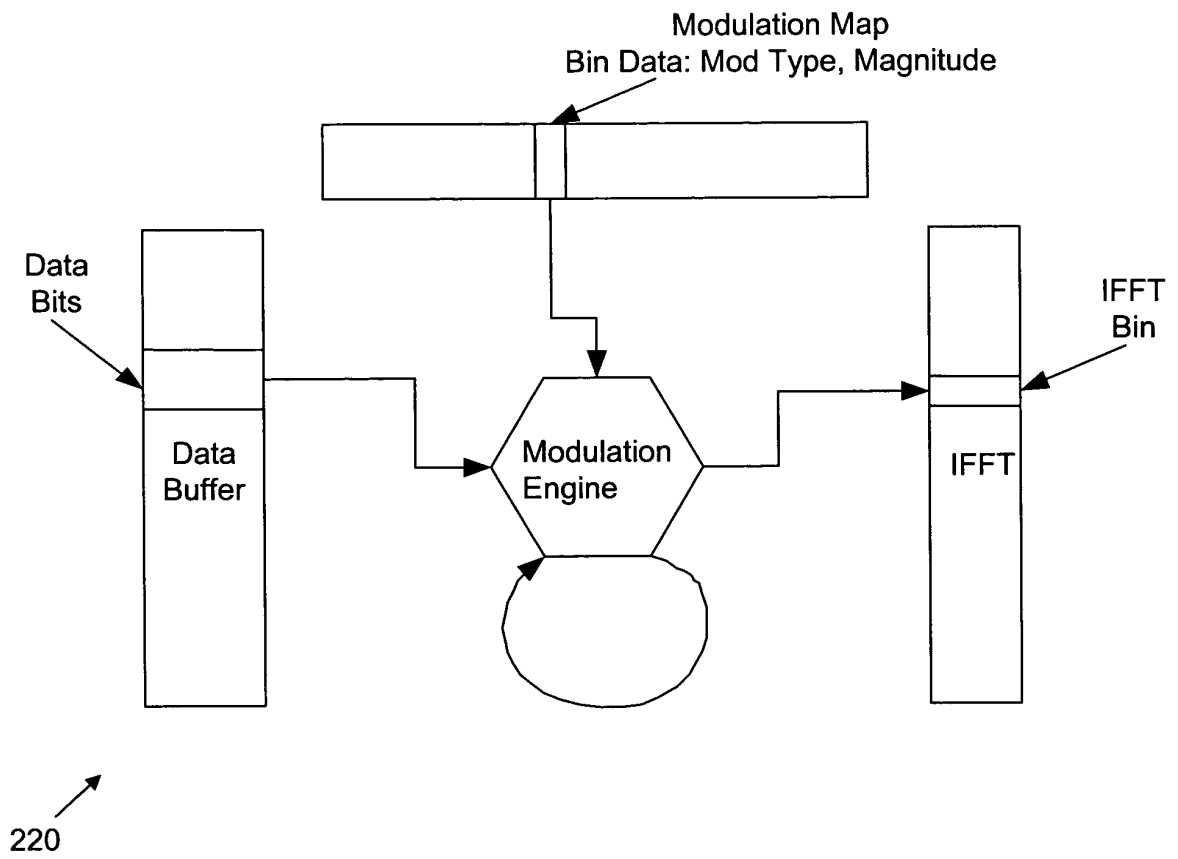 Modulation Map
Bin Data: Mod Type, Magnitude
Data
Bits
IFFT
Bin
Data
Buffer
Modulation
Engine
IFFT
220